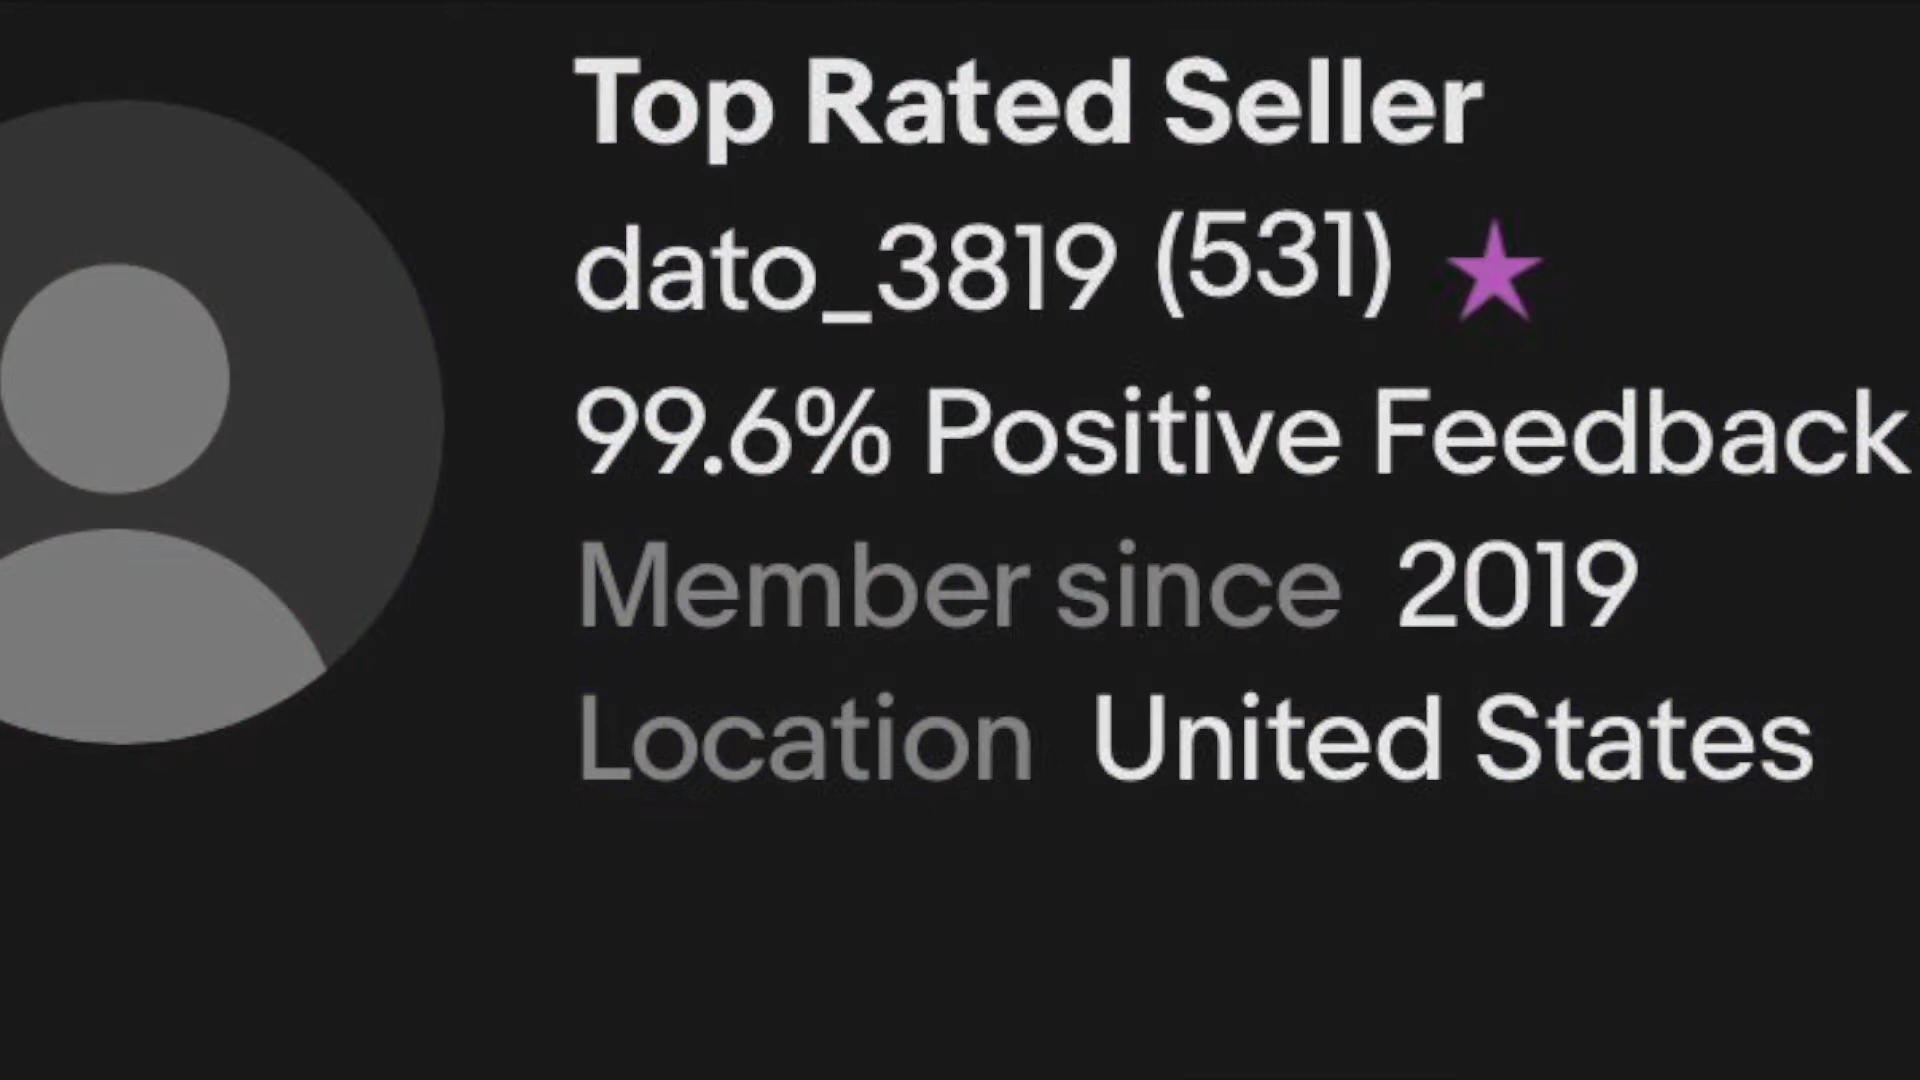 Top Rated Seller
dato_3819 (531)
99.6% Positive Feedback
Member since 2019
Location United States